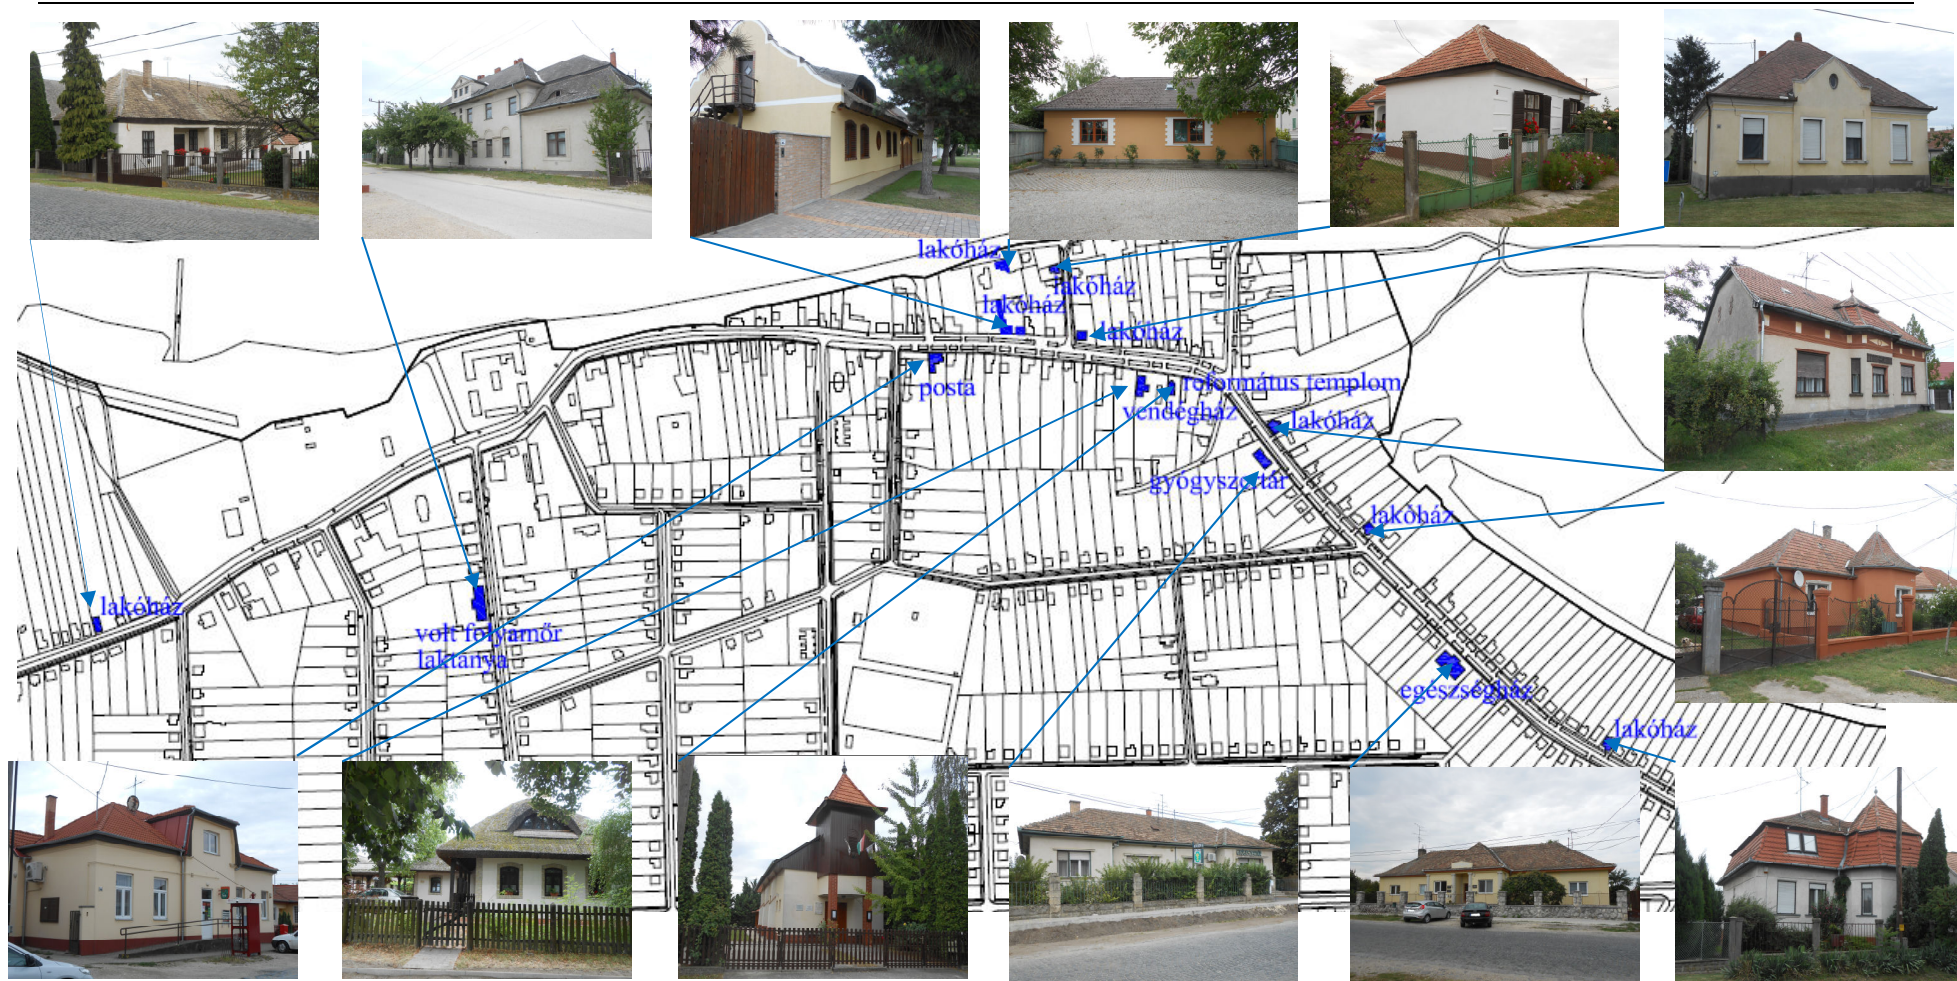 lakóház
lakóház
lakóház
lakóház
posta
református templom
vendégház
lakóház
gyógyszertár
lakóház
lakóház
volt folyamőr
laktanya
egészségház
lakóház